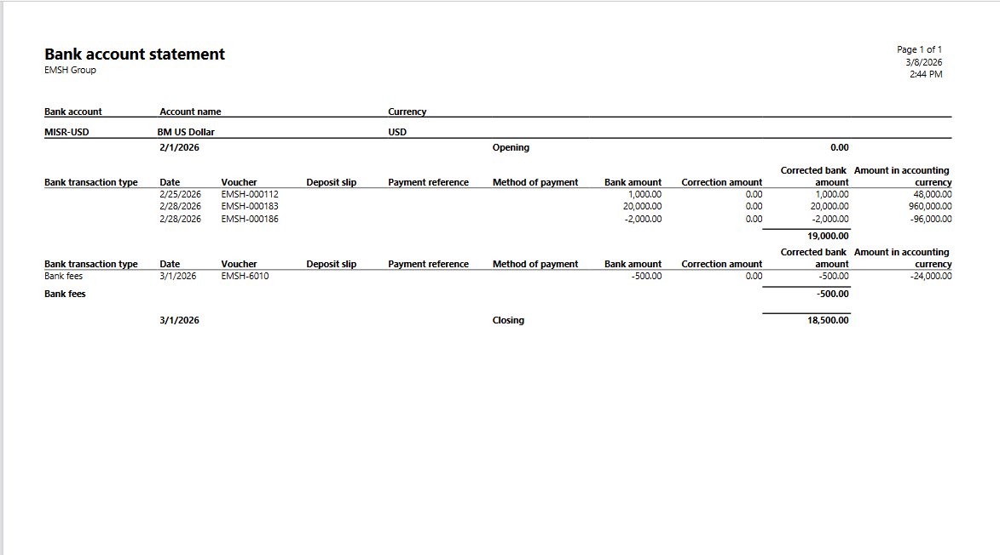 Bank account statement
EMSH Group
Page 1 of 1
3/8/2026
2:44 PM
Bank account Account name Currency
MISR-USD BM US Dollar USD
2/1/2026 Opening 0.00
Bank transaction type Date Voucher Deposit slip Payment reference Method of payment Bank amount Correction amount Corrected bank amount Amount in accounting currency
2/25/2026 EMSH-000112 1,000.00 0.00 1,000.00 48,000.00
2/28/2026 EMSH-000183 20,000.00 0.00 20,000.00 960,000.00
2/28/2026 EMSH-000186 -2,000.00 0.00 -2,000.00 -96,000.00
19,000.00
Bank transaction type Date Voucher Deposit slip Payment reference Method of payment Bank amount Correction amount Corrected bank amount Amount in accounting currency
Bank fees 3/1/2026 EMSH-6010 -500.00 0.00 -500.00 -24,000.00
Bank fees -500.00
3/1/2026 Closing 18,500.00